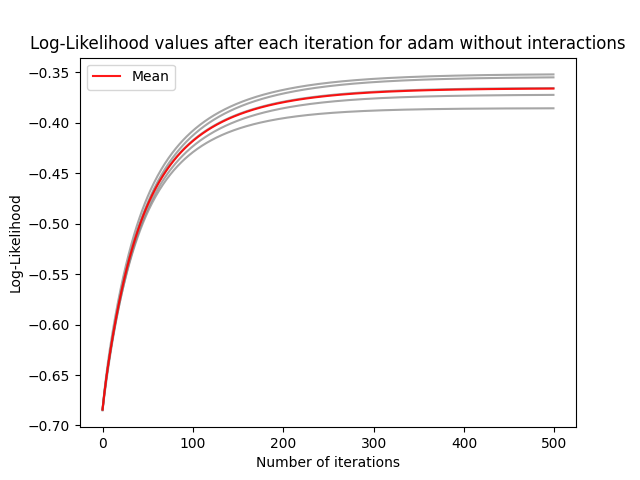 Log-Likelihood values after each iteration for adam without interactions
Mean
Log-Likelihood
−0.35
−0.40
−0.45
−0.50
−0.55
−0.60
−0.65
−0.70
0 100 200 300 400 500
Number of iterations